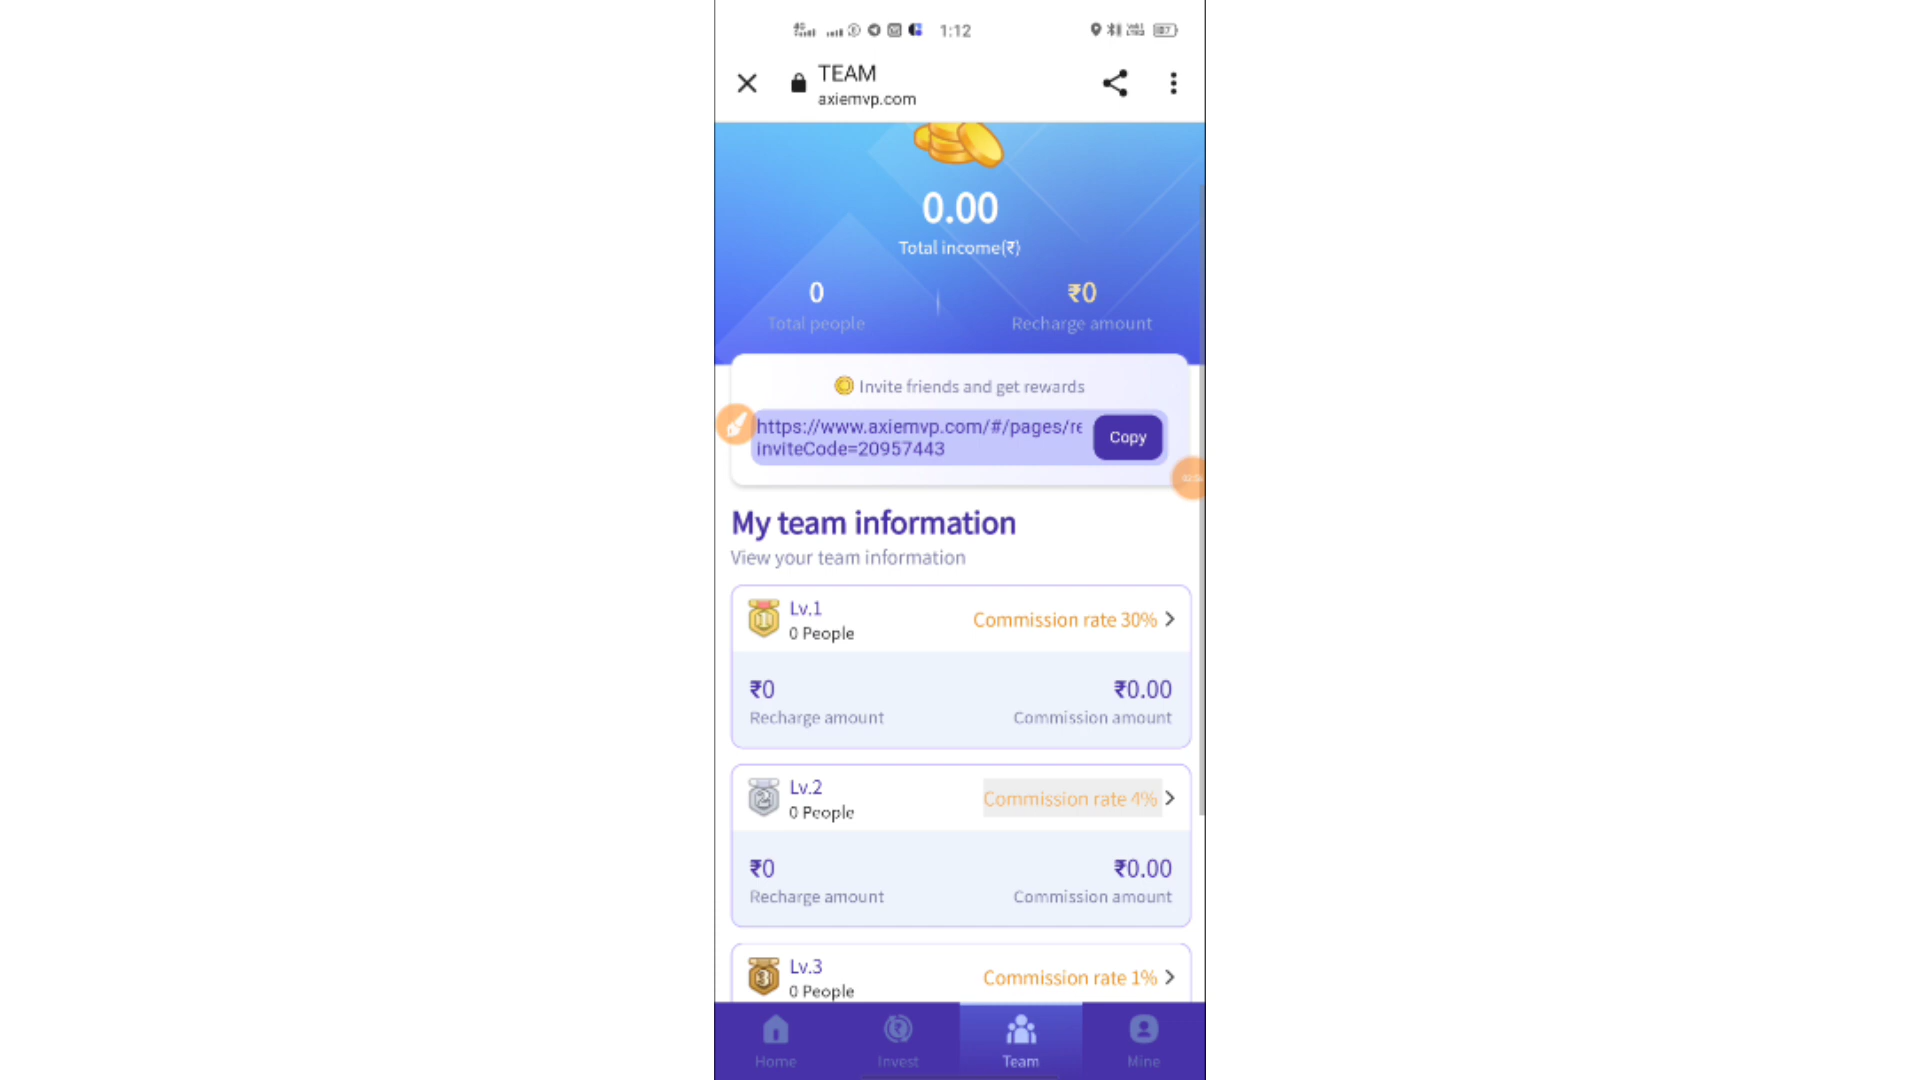 1:12
TEAM
axiemvp.com
0.00
Total income(₹)
0
₹0
Total people
Recharge amount
Invite friends and get rewards
https://www.axiemvp.com/#/pages/re
inviteCode=20957443
Copy
My team information
View your team information
Lv.1
0 People
Commission rate 30%
₹0
₹0.00
Recharge amount
Commission amount
Lv.2
0 People
Commission rate 4%
₹0
₹0.00
Recharge amount
Commission amount
Lv.3
0 People
Commission rate 1%
Home
Invest
Team
Mine